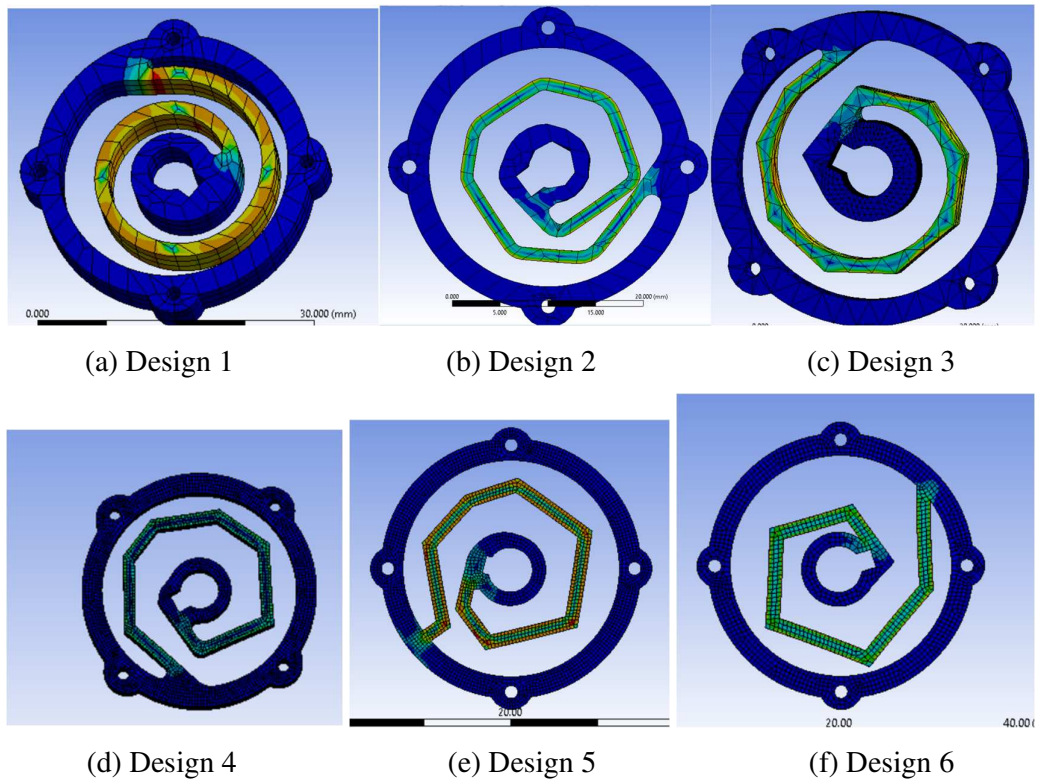 0.000 30.000 (mm)
0.000 5.000 15.000 20.000 (mm)
(a) Design 1 (b) Design 2 (c) Design 3
20.00
20.00 40.00
(d) Design 4 (e) Design 5 (f) Design 6